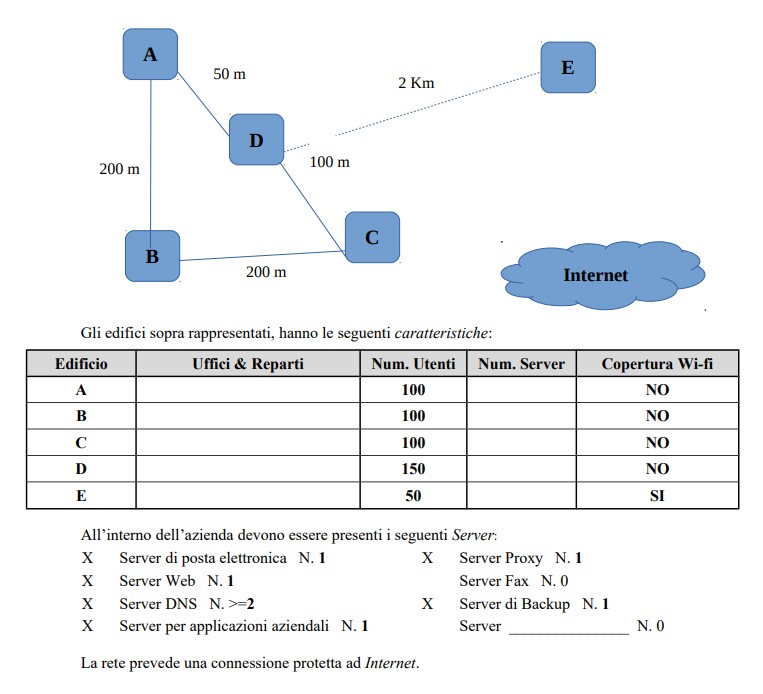 A
50 m
E
2 Km
D
100 m
200 m
C
B
200 m
Internet
Gli edifici sopra rappresentati, hanno le seguenti caratteristiche:
Edificio Uffici & Reparti Num. Utenti Num. Server Copertura Wi-fi
A 100 NO
B 100 NO
C 100 NO
D 150 NO
E 50 SI
All’interno dell’azienda devono essere presenti i seguenti Server:
X Server di posta elettronica N. 1 X Server Proxy N. 1
X Server Web N. 1 Server Fax N. 0
X Server DNS N. >=2 X Server di Backup N. 1
X Server per applicazioni aziendali N. 1 Server _______________ N. 0
La rete prevede una connessione protetta ad Internet.